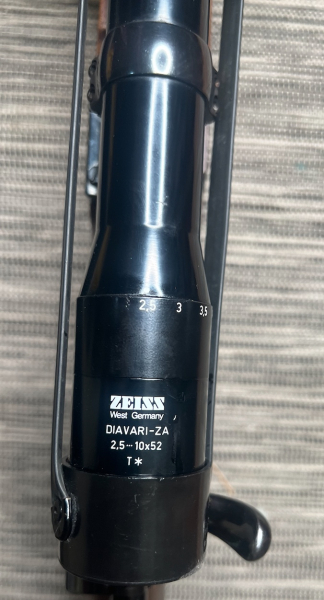 2,5 3 3,5
ZEISS
West Germany
DIAVARI-ZA
2,5-··10x52
T*